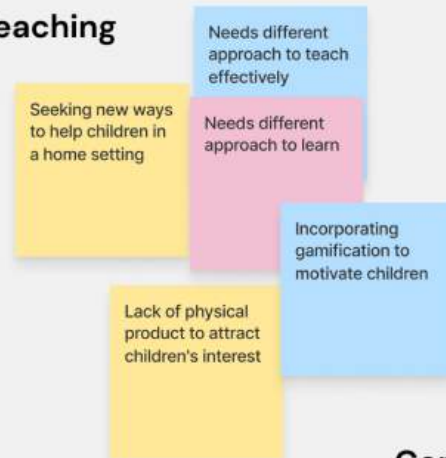 eaching
Needs different
approach to teach
effectively
Seeking new ways
to help children in
a home setting
Needs different
approach to learn
Incorporating
gamification to
motivate children
Lack of physical
product to attract
children's interest